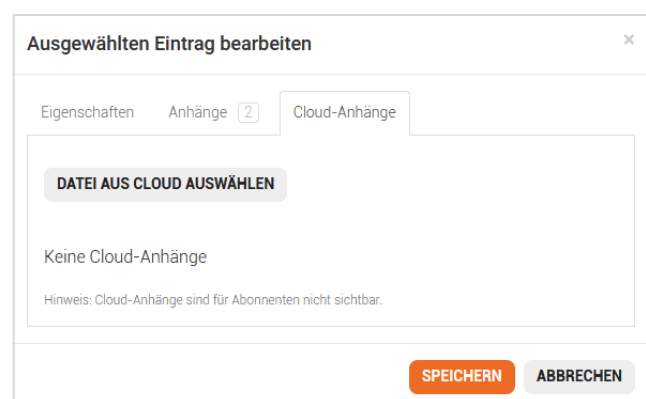 Ausgewählten Eintrag bearbeiten ×
Eigenschaften Anhänge 2 Cloud-Anhänge
DATEI AUS CLOUD AUSWÄHLEN
Keine Cloud-Anhänge
Hinweis: Cloud-Anhänge sind für Abonnenten nicht sichtbar.
SPEICHERN ABBRECHEN